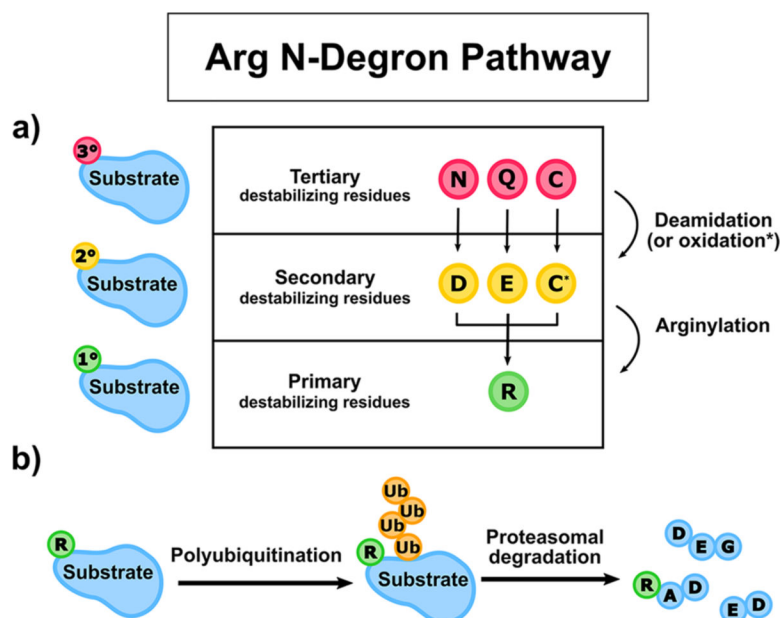 Arg N-Degron Pathway
a)
3°
Substrate
Tertiary
destabilizing residues
N Q C
Deamidation
(or oxidation*)
2°
Substrate
Secondary
destabilizing residues
D E C*
Arginylation
1°
Substrate
Primary
destabilizing residues
R
b)
R
Substrate
Polyubiquitination
Ub
Ub
Ub
Ub
R
Substrate
Proteasomal
degradation
D E G
R A D
E D